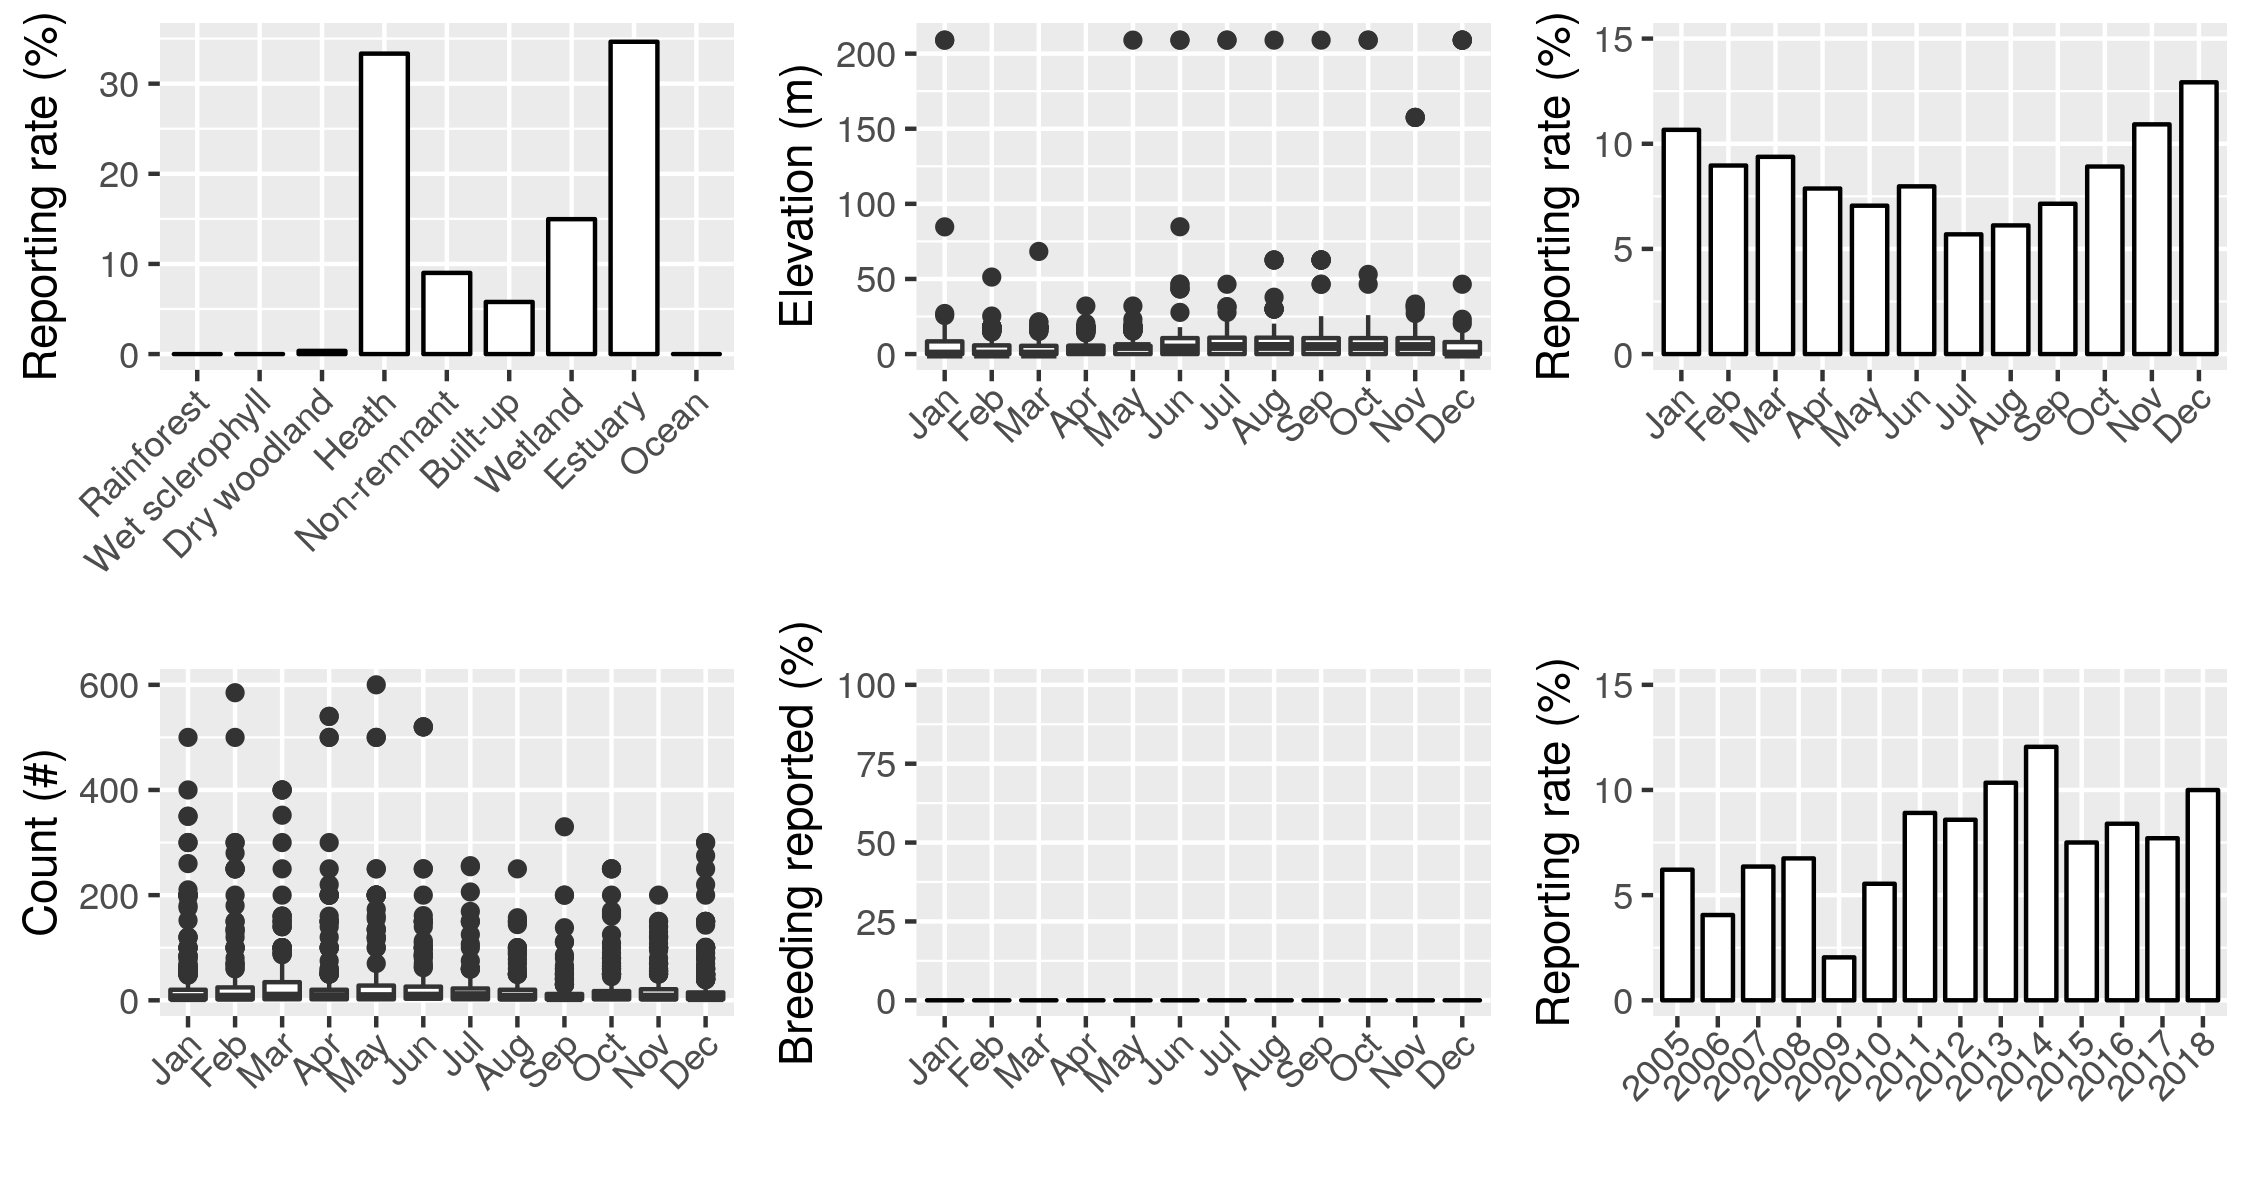 Reporting rate (%)
30
20
10
0
Rainforest
Wet sclerophyll
Dry woodland
Heath
Non-remnant
Built-up
Wetland
Estuary
Ocean
Elevation (m)
200
150
100
50
0
Jan Feb Mar Apr May Jun Jul Aug Sep Oct Nov Dec
Reporting rate (%)
15
10
5
0
Jan Feb Mar Apr May Jun Jul Aug Sep Oct Nov Dec
Count (#)
600
400
200
0
Jan Feb Mar Apr May Jun Jul Aug Sep Oct Nov Dec
Breeding reported (%)
100
75
50
25
0
Jan Feb Mar Apr May Jun Jul Aug Sep Oct Nov Dec
Reporting rate (%)
15
10
5
0
2005 2006 2007 2008 2009 2010 2011 2012 2013 2014 2015 2016 2017 2018